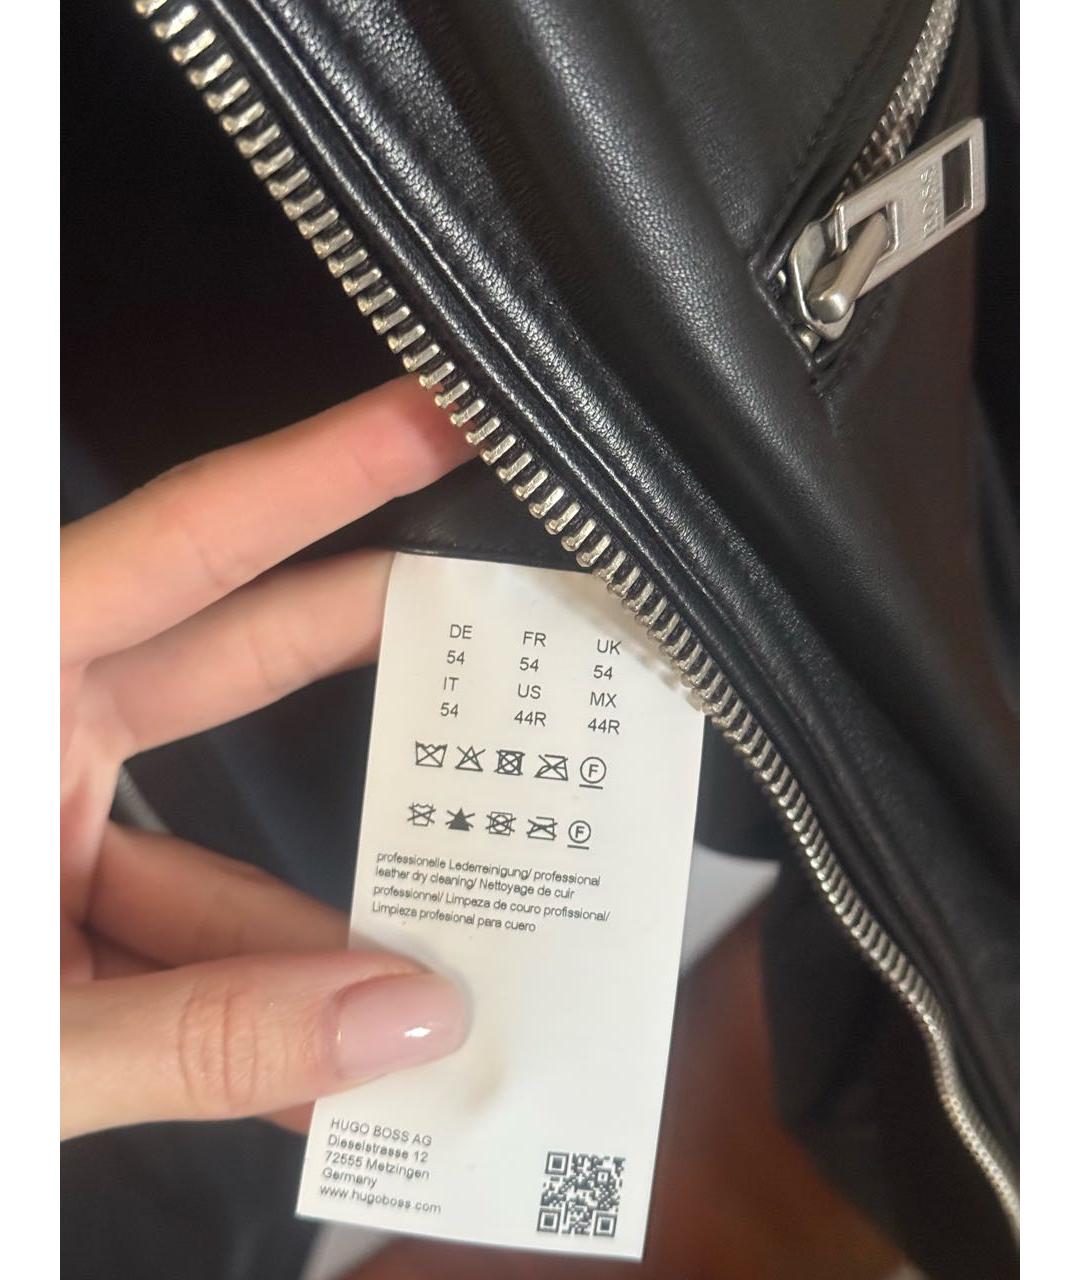 BOSS
DE FR UK
54 54 54
IT US MX
54 44R 44R
F
F
professionelle Lederreinigung/ professional
leather dry cleaning/ Nettoyage de cuir
professionnel/ Limpeza de couro profissional/
Limpieza profesional para cuero
HUGO BOSS AG
Dieselstrasse 12
72555 Metzingen
Germany
www.hugoboss.com